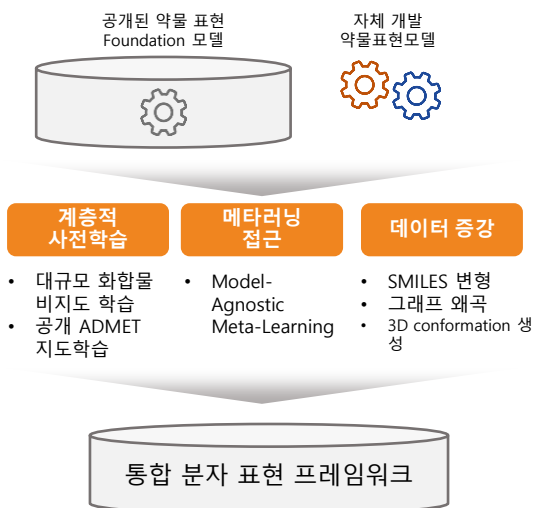 공개된 약물 표현
Foundation 모델
자체 개발
약물표현모델
계층적
사전학습
메타러닝
접근
데이터 증강
• 대규모 화합물
비지도 학습
• 공개 ADMET
지도학습
• Model-
Agnostic
Meta-Learning
• SMILES 변형
• 그래프 왜곡
• 3D conformation 생
성
통합 분자 표현 프레임워크